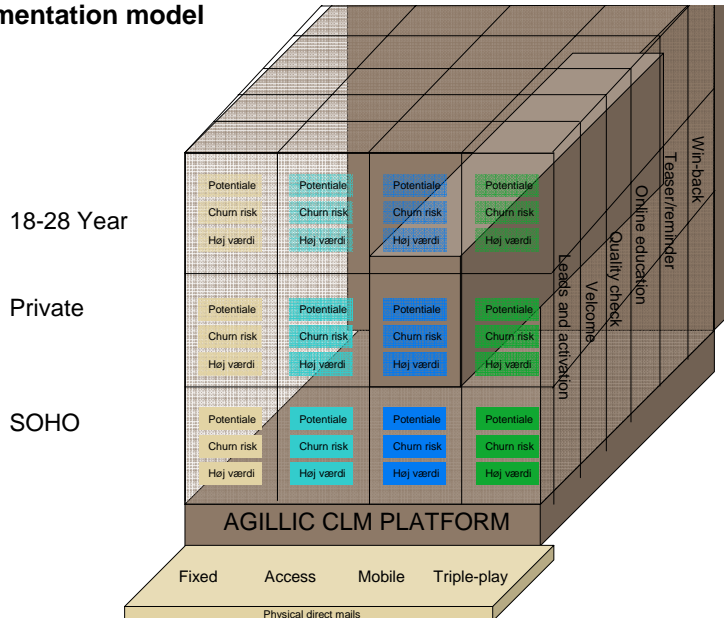 mentation model
18-28 Year
Potentiale Potentiale Potentiale Potentiale
Churn risk Churn risk Churn risk Churn risk
Høj værdi Høj værdi Høj værdi Høj værdi
Private
Potentiale Potentiale Potentiale Potentiale
Churn risk Churn risk Churn risk Churn risk
Høj værdi Høj værdi Høj værdi Høj værdi
SOHO
Potentiale Potentiale Potentiale Potentiale
Churn risk Churn risk Churn risk Churn risk
Høj værdi Høj værdi Høj værdi Høj værdi
Leads and activation
Velcome
Quality check
Online education
Teaser/reminder
Win-back
AGILLIC CLM PLATFORM
Fixed Access Mobile Triple-play
Physical direct mails